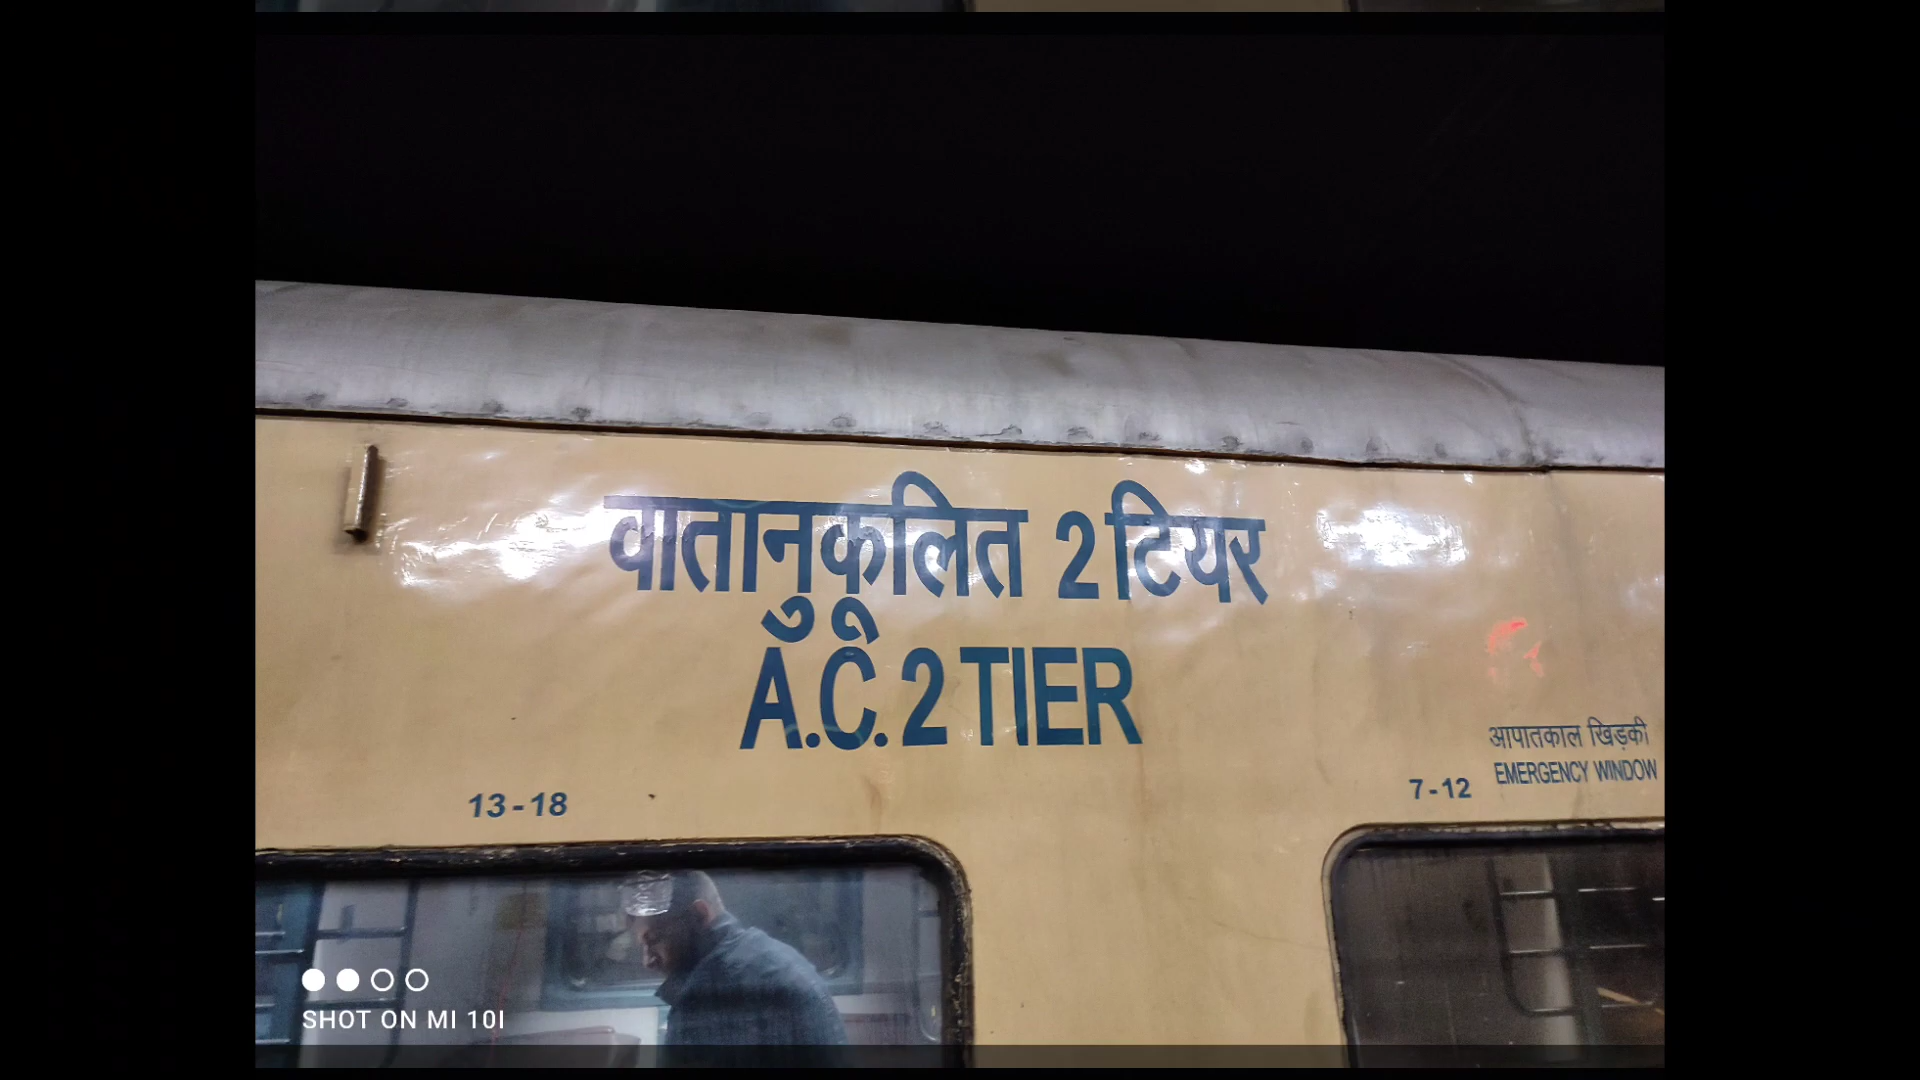 वातानुकूलित 2 टियर
A.C. 2 TIER
आपातकाल खिड़की
EMERGENCY WINDOW
13-18
7-12
SHOT ON MI 10I